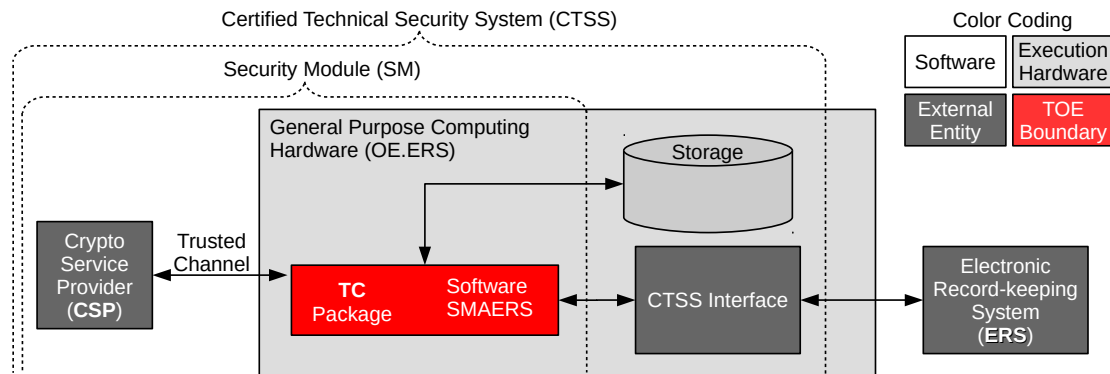 Certified Technical Security System (CTSS)
Security Module (SM)
Color Coding
Software
Execution
Hardware
External
Entity
TOE
Boundary
General Purpose Computing
Hardware (OE.ERS)
Storage
Crypto
Service
Provider
(CSP)
Trusted
Channel
TC
Package
Software
SMAERS
CTSS Interface
Electronic
Record-keeping
System
(ERS)